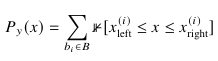 P_y(x) = \sum_{b_i \in B} \mathbb{1}[x_{\text{left}}^{(i)} \leq x \leq x_{\text{right}}^{(i)}]